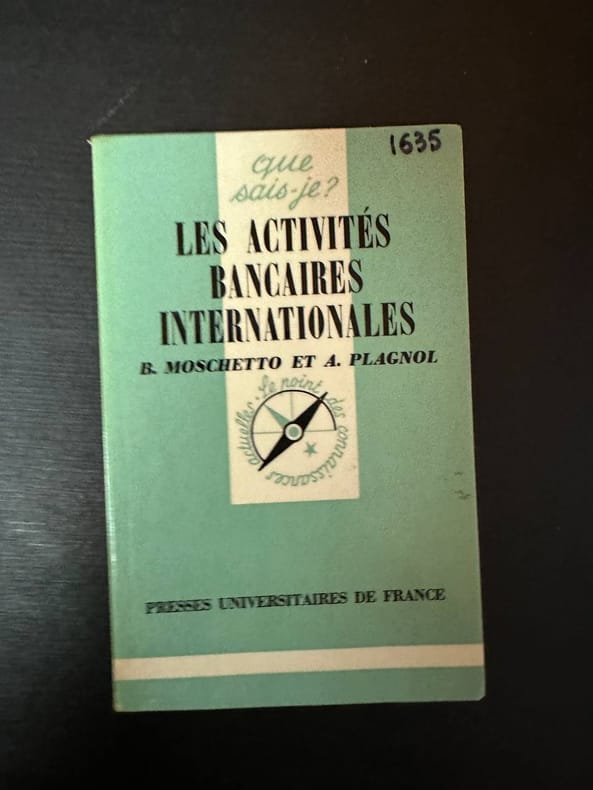 1635
que
sais-je?
LES ACTIVITÉS
BANCAIRES
INTERNATIONALES
B. MOSCHETTO ET A. PLAGNOL
Le point des connaissances actuelles
PRESSES UNIVERSITAIRES DE FRANCE